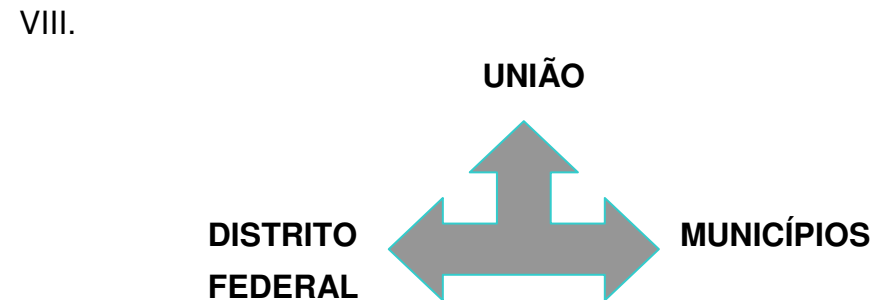 VIII.
UNIÃO
DISTRITO
FEDERAL
MUNICÍPIOS